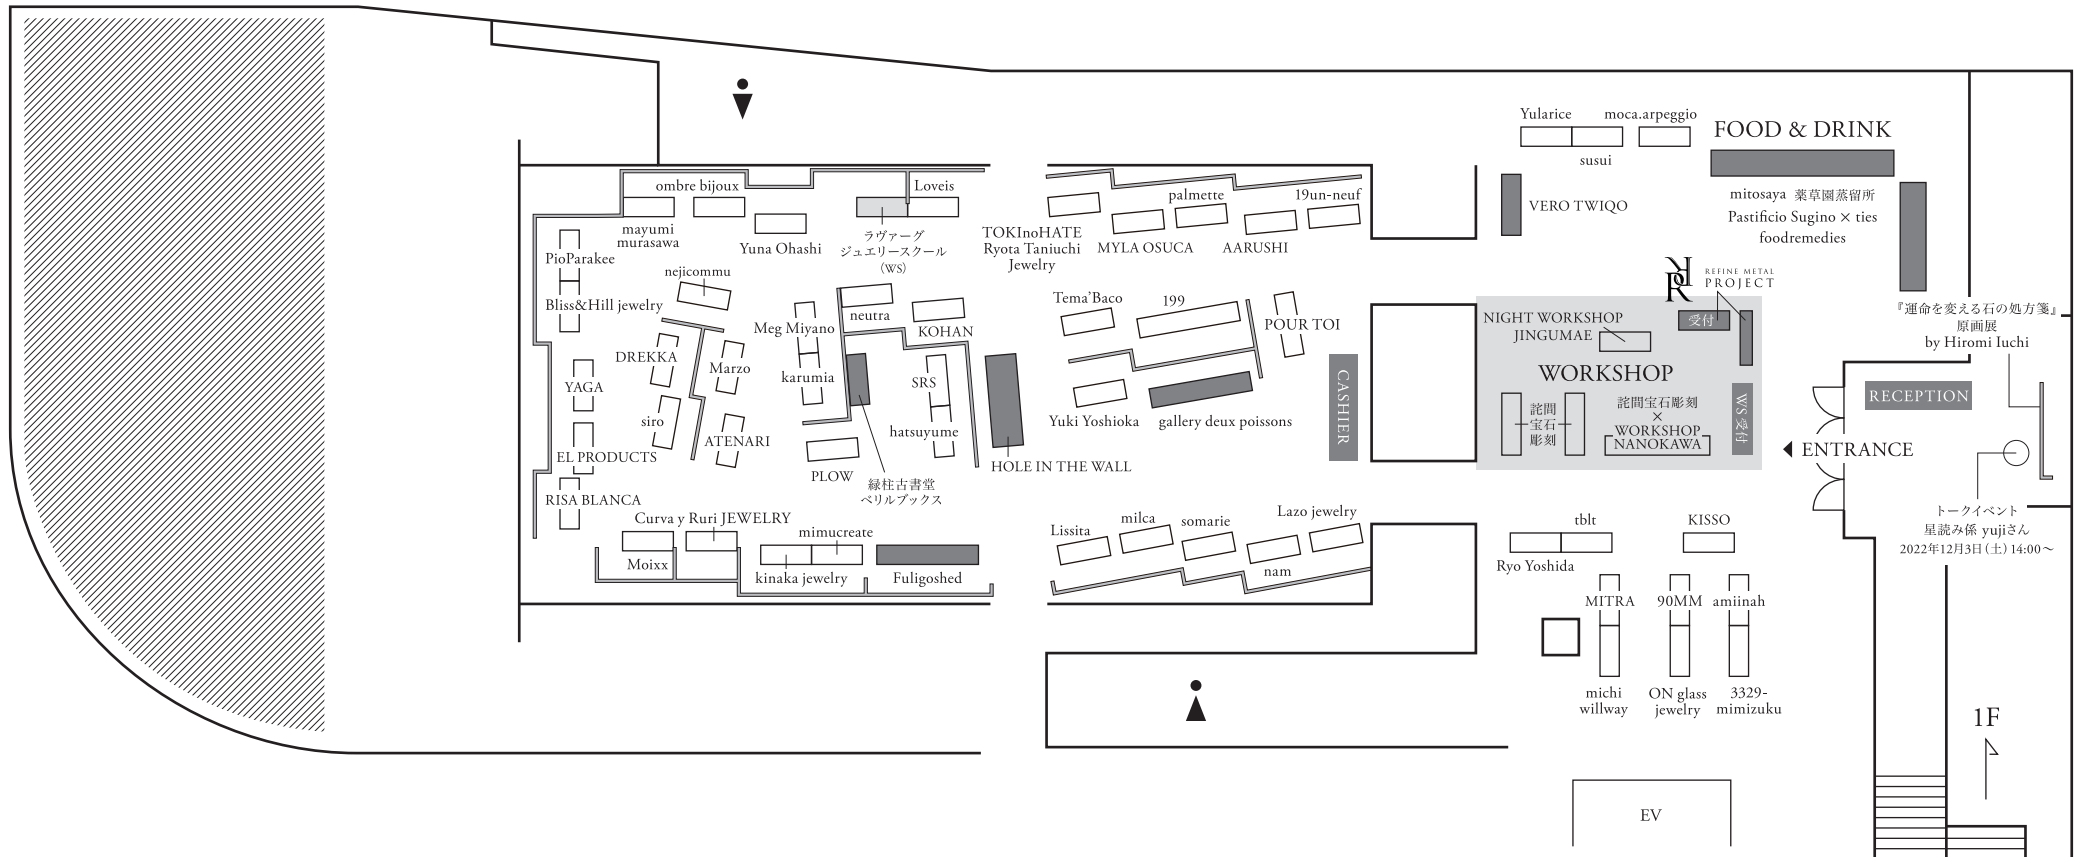 ombre bijoux
Loveis
mayumi
murasawa
Yuna Ohashi
ラヴァーグ
ジュエリースクール
（WS）
PioParakee
nejicommu
Bliss&Hill jewelry
neutra
KOHAN
Meg Miyano
DREKKA
Marzo
karumia
SRS
YAGA
siro
ATENARI
hatsuyume
EL PRODUCTS
PLOW
緑柱古書堂
ベリルブックス
HOLE IN THE WALL
RISA BLANCA
Curva y Ruri JEWELRY
mimucreate
Moixx
kinaka jewelry
Fuligoshed
TOKInoHATE
Ryota Taniuchi
Jewelry
palmette
19un-neuf
MYLA OSUCA
AARUSHI
Tema'Baco
199
POUR TOI
CASHIER
Yuki Yoshioka
gallery deux poissons
Lissita
milca
somarie
Lazo jewelry
nam
Yularice
moca.arpeggio
susui
FOOD & DRINK
VERO TWIQO
mitosaya 薬草園蒸留所
Pastificio Sugino × ties
foodremedies
R
R
REFINE METAL
PROJECT
NIGHT WORKSHOP
JINGUMAE
受付
WORKSHOP
詫間
宝石
彫刻
詫間宝石彫刻
×
WORKSHOP
NANOKAWA
WS受付
『運命を変える石の処方箋』
原画展
by Hiromi Iuchi
RECEPTION
ENTRANCE
トークイベント
星読み係 yujiさん
2022年12月3日（土）14:00〜
tblt
KISSO
Ryo Yoshida
MITRA
90MM
amiinah
michi
willway
ON glass
jewelry
3329-
mimizuku
1F
EV